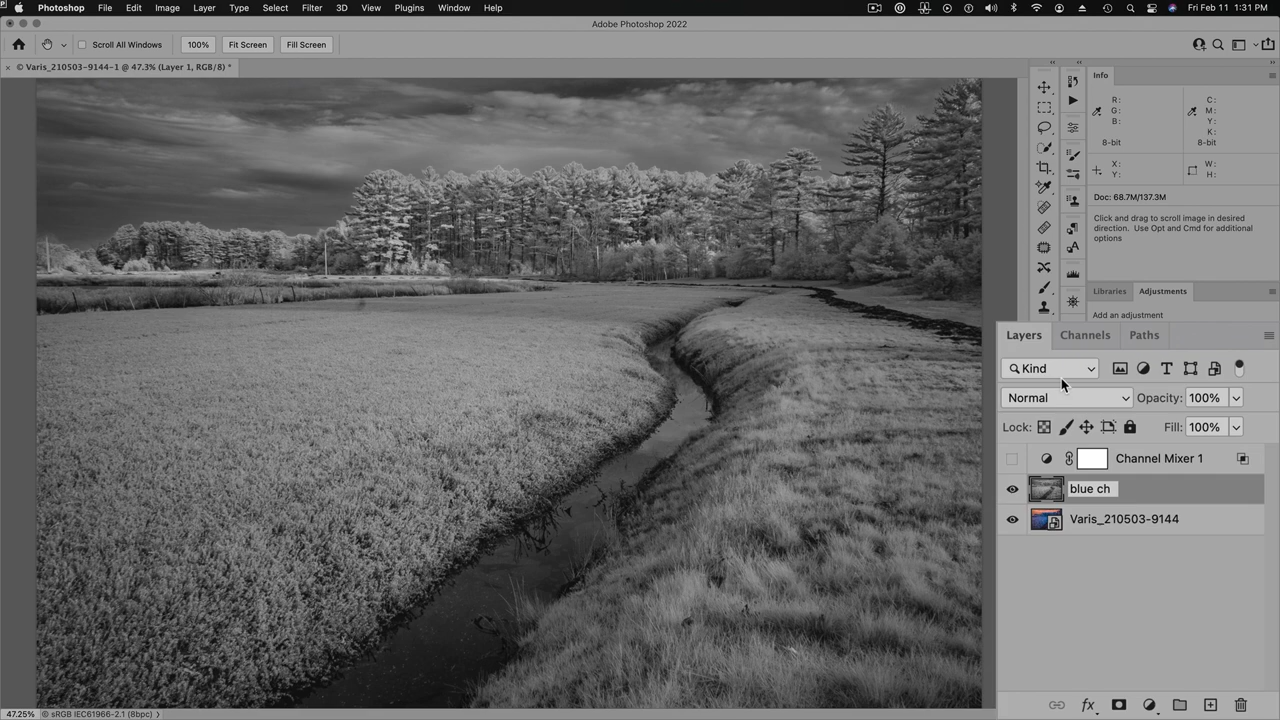 Photoshop File Edit Image Layer Type Select Filter 3D View Plugins Window Help Fri Feb 11 1:31 PM
Adobe Photoshop 2022
Scroll All Windows 100% Fit Screen Fill Screen
× © Varis_210503-9144-1 @ 47.3% (Layer 1, RGB/8) *
Info
R: C:
G: M:
B: Y:
K:
8-bit 8-bit
X: W:
Y: H:
Doc: 68.7M/137.3M
Click and drag to scroll image in desired
direction. Use Opt and Cmd for additional
options
Libraries Adjustments
Add an adjustment
Layers Channels Paths
Kind
Normal Opacity: 100%
Lock: Fill: 100%
Channel Mixer 1
blue ch
Varis_210503-9144
fx
47.25% © sRGB IEC61966-2.1 (8bpc)